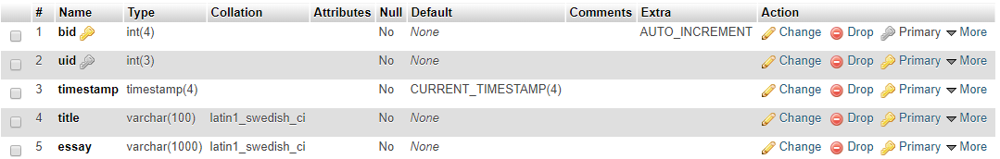 # Name Type Collation Attributes Null Default Comments Extra Action
1 bid int(4) No None AUTO_INCREMENT Change Drop Primary More
2 uid int(3) No None Change Drop Primary More
3 timestamp timestamp(4) No CURRENT_TIMESTAMP(4) Change Drop Primary More
4 title varchar(100) latin1_swedish_ci No None Change Drop Primary More
5 essay varchar(1000) latin1_swedish_ci No None Change Drop Primary More